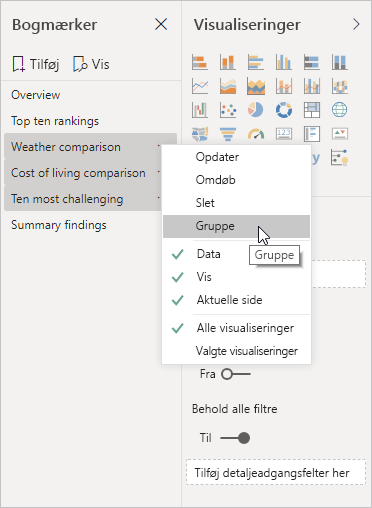 Bogmærker
Visualiseringer
Tilføj
Vis
Overview
Top ten rankings
Weather comparison
Cost of living comparison
Ten most challenging
Summary findings
123
Opdater
Omdøb
Slet
Gruppe
Data
Gruppe
Vis
Aktuelle side
Alle visualiseringer
Valgte visualiseringer
Fra
Behold alle filtre
Til
Tilføj detaljeadgangsfelter her